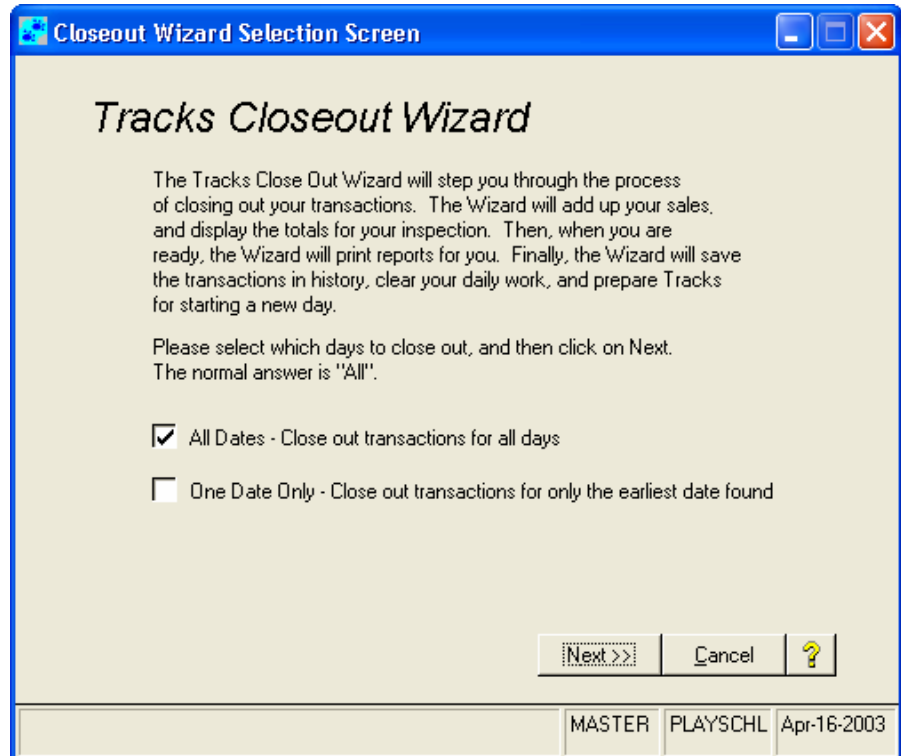 Closeout Wizard Selection Screen
Tracks Closeout Wizard
The Tracks Close Out Wizard will step you through the process
of closing out your transactions.  The Wizard will add up your sales,
and display the totals for your inspection.  Then, when you are
ready, the Wizard will print reports for you.  Finally, the Wizard will save
the transactions in history, clear your daily work, and prepare Tracks
for starting a new day.
Please select which days to close out, and then click on Next.
The normal answer is "All".
All Dates - Close out transactions for all days
One Date Only - Close out transactions for only the earliest date found
Next >> Cancel ?
MASTER PLAYSCHL Apr-16-2003